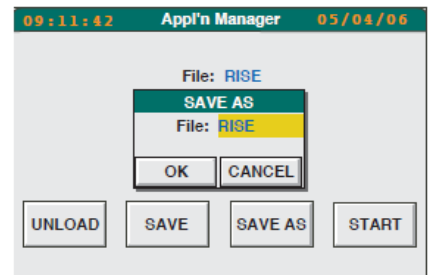 09:11:42 Appl'n Manager 05/04/06
File: RISE
SAVE AS
File: RISE
OK CANCEL
UNLOAD SAVE SAVE AS START